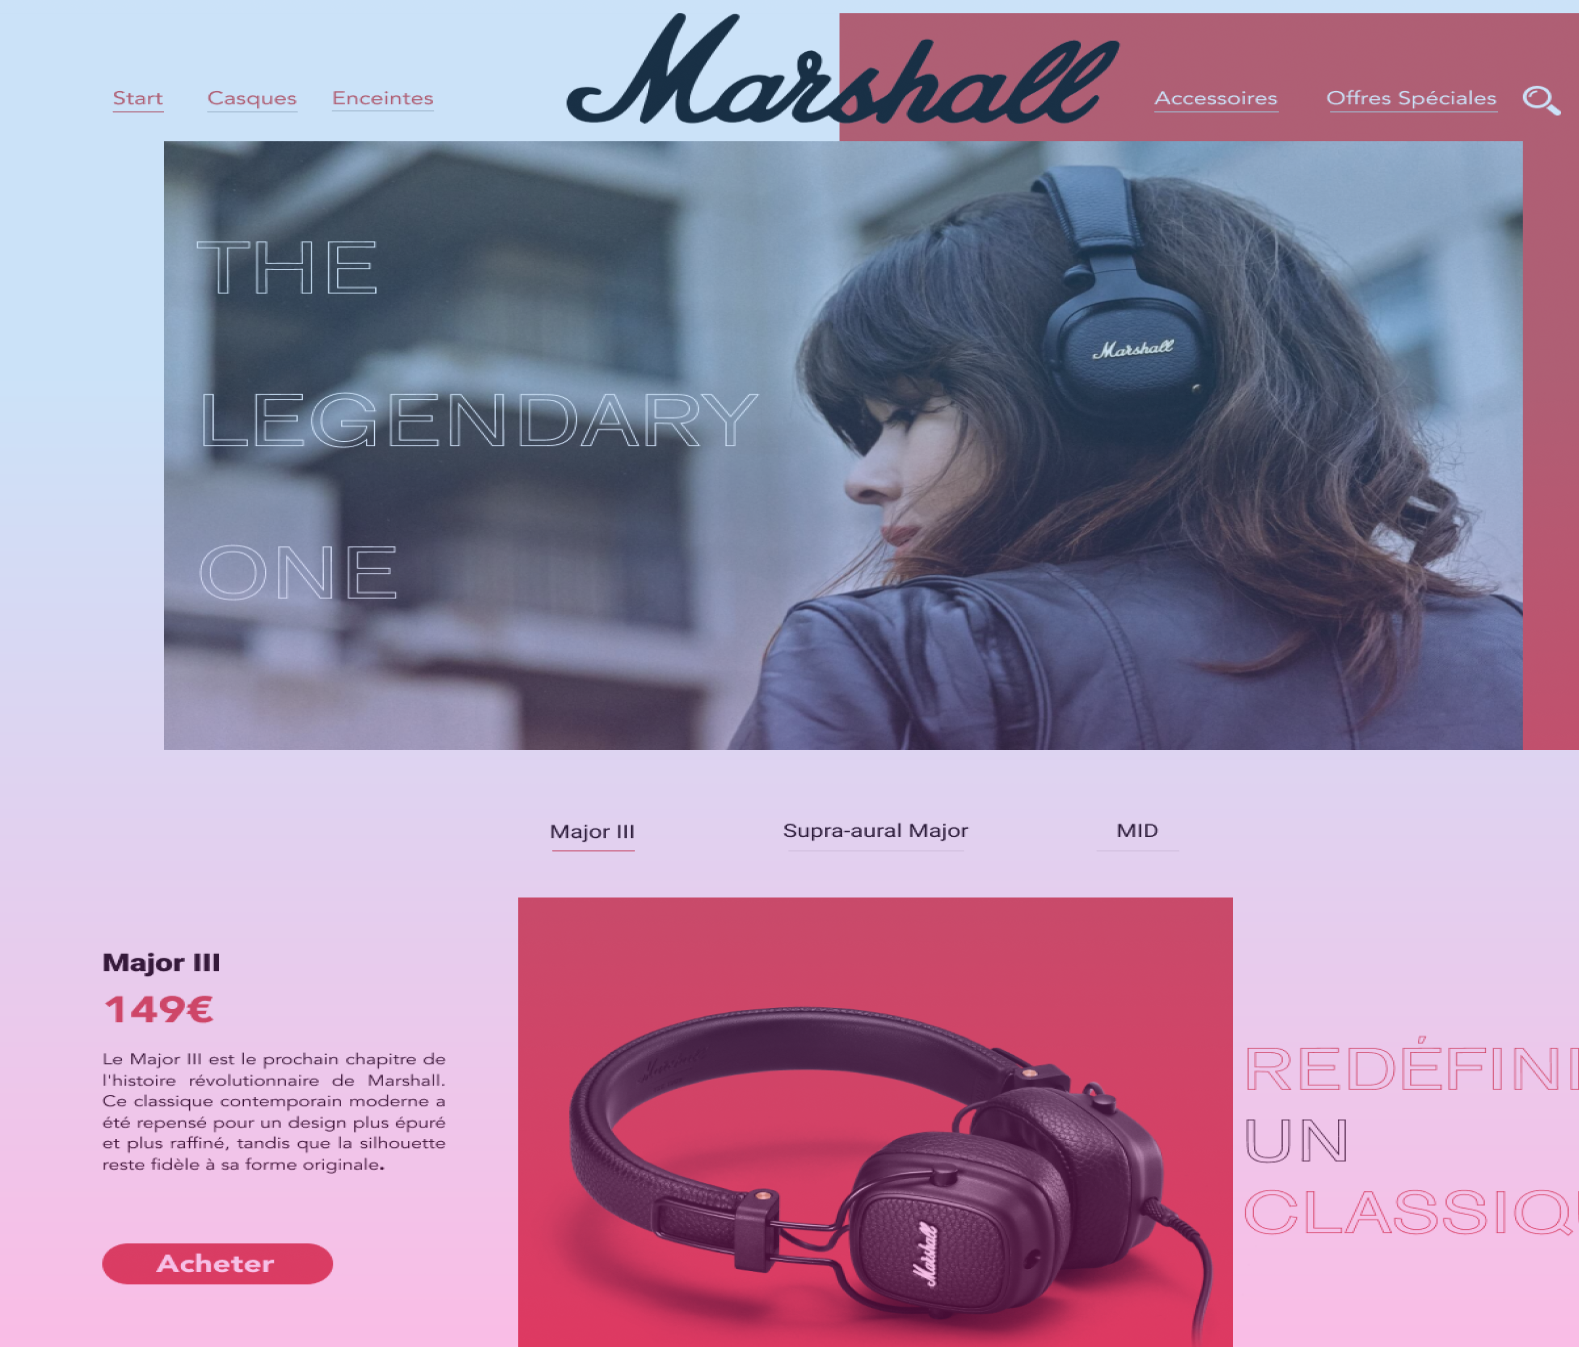 Marshall
Start Casques Enceintes Accessoires Offres Spéciales
THE
Marshall
LEGENDARY
ONE
Major III Supra-aural Major MID
Major III
149€
Le Major III est le prochain chapitre de
l'histoire révolutionnaire de Marshall.
Ce classique contemporain moderne a
été repensé pour un design plus épuré
et plus raffiné, tandis que la silhouette
reste fidèle à sa forme originale.
Acheter
Marshall
Marshall
REDÉFINI
UN
CLASSIQU